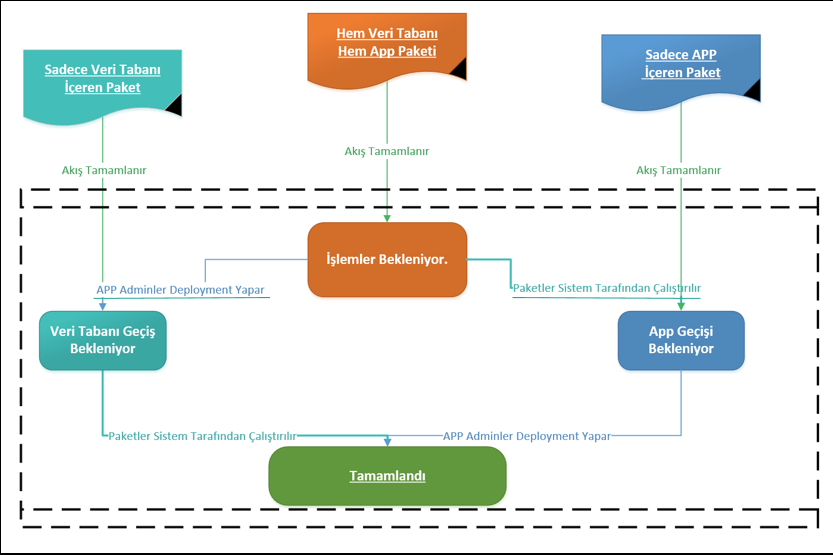 Sadece Veri Tabanı
İçeren Paket
Hem Veri Tabanı
Hem App Paketi
Sadece APP
İçeren Paket
Akış Tamamlanır
Akış Tamamlanır
Akış Tamamlanır
İşlemler Bekleniyor.
APP Adminler Deployment Yapar
Paketler Sistem Tarafından Çalıştırılır
Veri Tabanı Geçiş
Bekleniyor
App Geçişi
Bekleniyor
Paketler Sistem Tarafından Çalıştırılır
APP Adminler Deployment Yapar
Tamamlandı